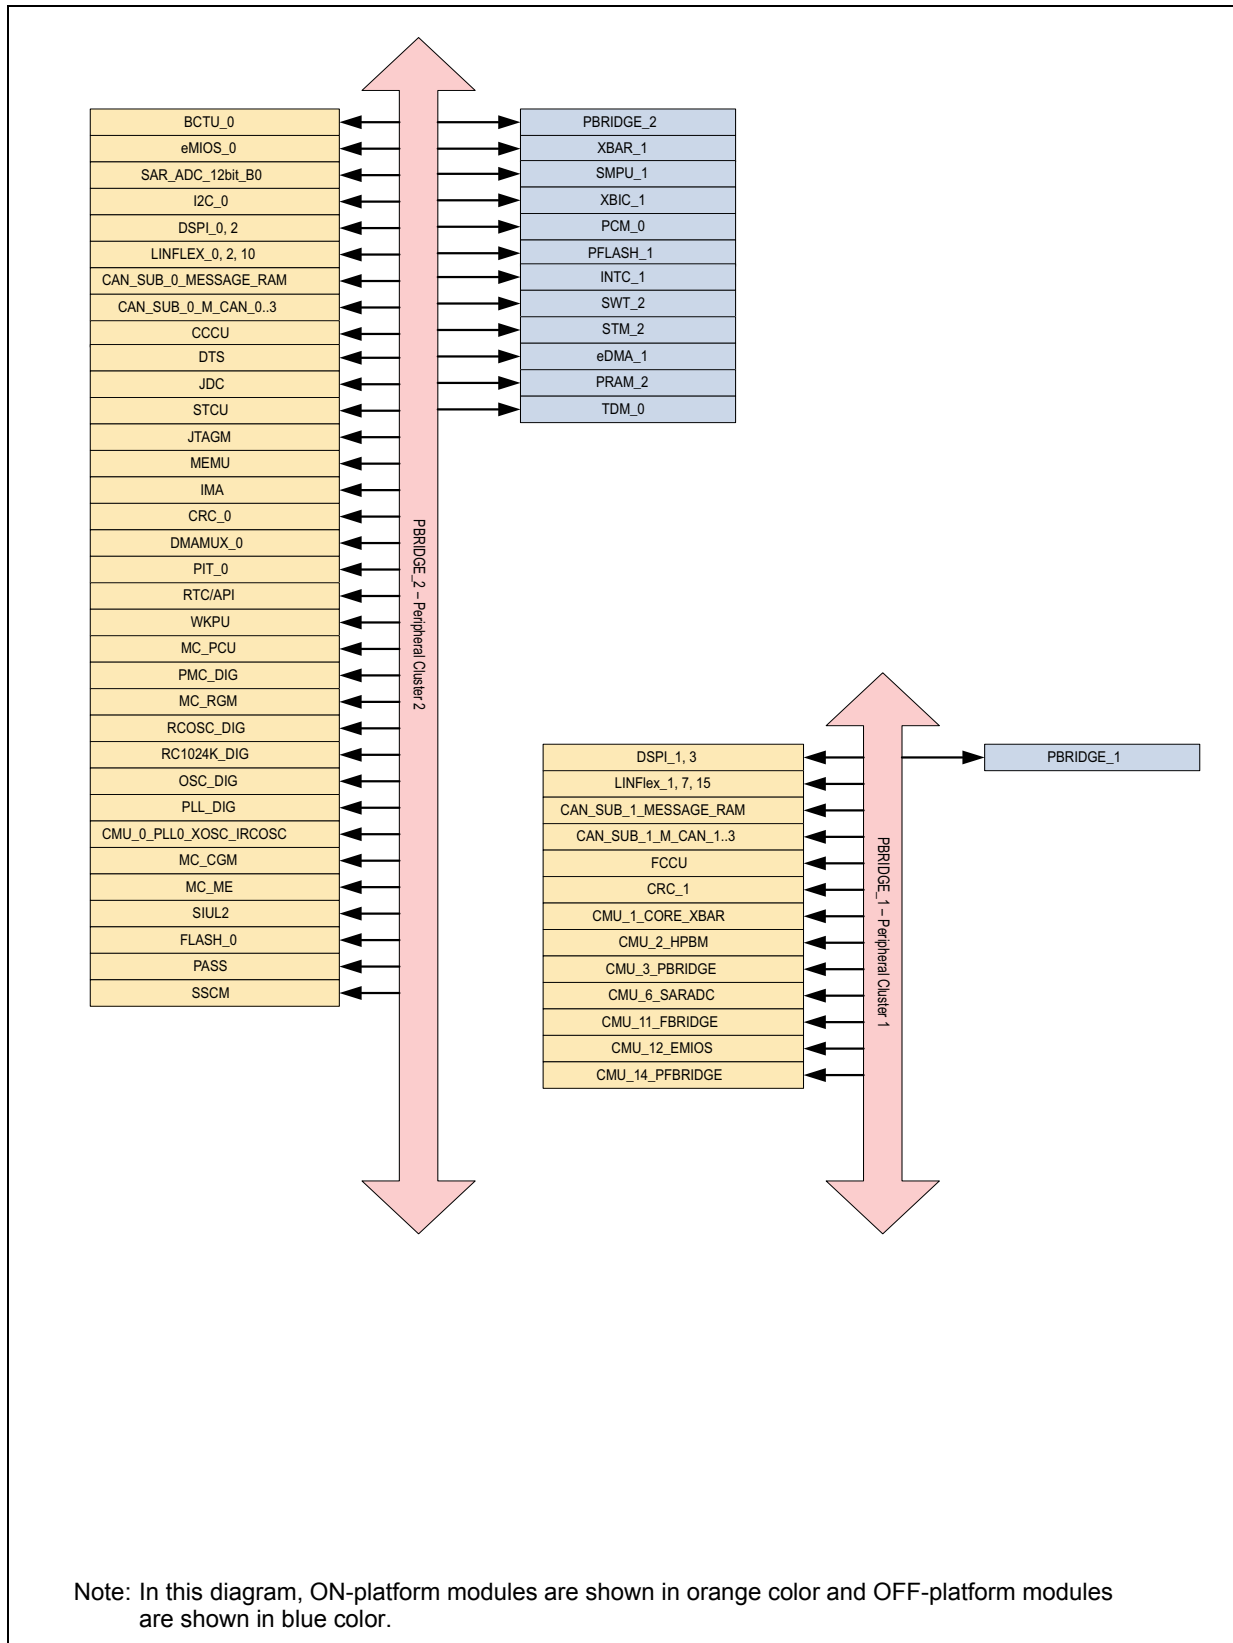 BCTU_0
eMIOS_0
SAR_ADC_12bit_B0
I2C_0
DSPI_0, 2
LINFLEX_0, 2, 10
CAN_SUB_0_MESSAGE_RAM
CAN_SUB_0_M_CAN_0..3
CCCU
DTS
JDC
STCU
JTAGM
MEMU
IMA
CRC_0
DMAMUX_0
PIT_0
RTC/API
WKPU
MC_PCU
PMC_DIG
MC_RGM
RCOSC_DIG
RC1024K_DIG
OSC_DIG
PLL_DIG
CMU_0_PLL0_XOSC_IRCOSC
MC_CGM
MC_ME
SIUL2
FLASH_0
PASS
SSCM
PBRIDGE_2 – Peripheral Cluster 2
PBRIDGE_2
XBAR_1
SMPU_1
XBIC_1
PCM_0
PFLASH_1
INTC_1
SWT_2
STM_2
eDMA_1
PRAM_2
TDM_0
DSPI_1, 3
LINFlex_1, 7, 15
CAN_SUB_1_MESSAGE_RAM
CAN_SUB_1_M_CAN_1..3
FCCU
CRC_1
CMU_1_CORE_XBAR
CMU_2_HPBM
CMU_3_PBRIDGE
CMU_6_SARADC
CMU_11_FBRIDGE
CMU_12_EMIOS
CMU_14_PFBRIDGE
PBRIDGE_1 – Peripheral Cluster 1
PBRIDGE_1
Note: In this diagram, ON-platform modules are shown in orange color and OFF-platform modules
are shown in blue color.